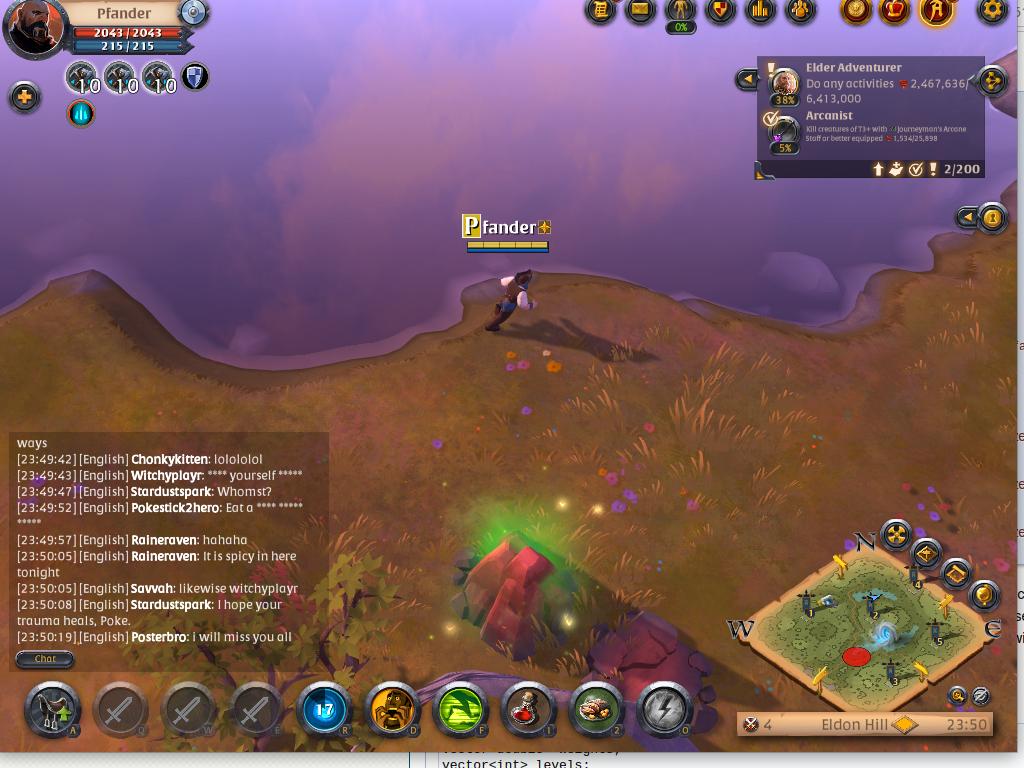 Pfander
2043 / 2043
215 / 215
0%
10 10 10
Elder Adventurer
Do any activities 2,467,636/
6,413,000
38%
Arcanist
Kill creatures of T3+ with Journeyman's Arcane
Staff or better equipped 1,534/25,898
5%
2/200
Pfander
ways
[23:49:42] [English] Chonkykitten: lolololol
[23:49:43] [English] Witchyplayr: **** yourself *****
[23:49:47] [English] Stardustspark: Whomst?
[23:49:52] [English] Pokestick2hero: Eat a **** *****
*****
[23:49:57] [English] Raineraven: hahaha
[23:50:05] [English] Raineraven: It is spicy in here
tonight
[23:50:05] [English] Savvah: likewise witchyplayr
[23:50:08] [English] Stardustspark: I hope your
trauma heals, Poke.
[23:50:19] [English] Posterbro: i will miss you all
Chat
N
W
E
1
2
3
4
5
17
A Q W E R D F 1 2 O
4 Eldon Hill 23:50
vector<int> levels;